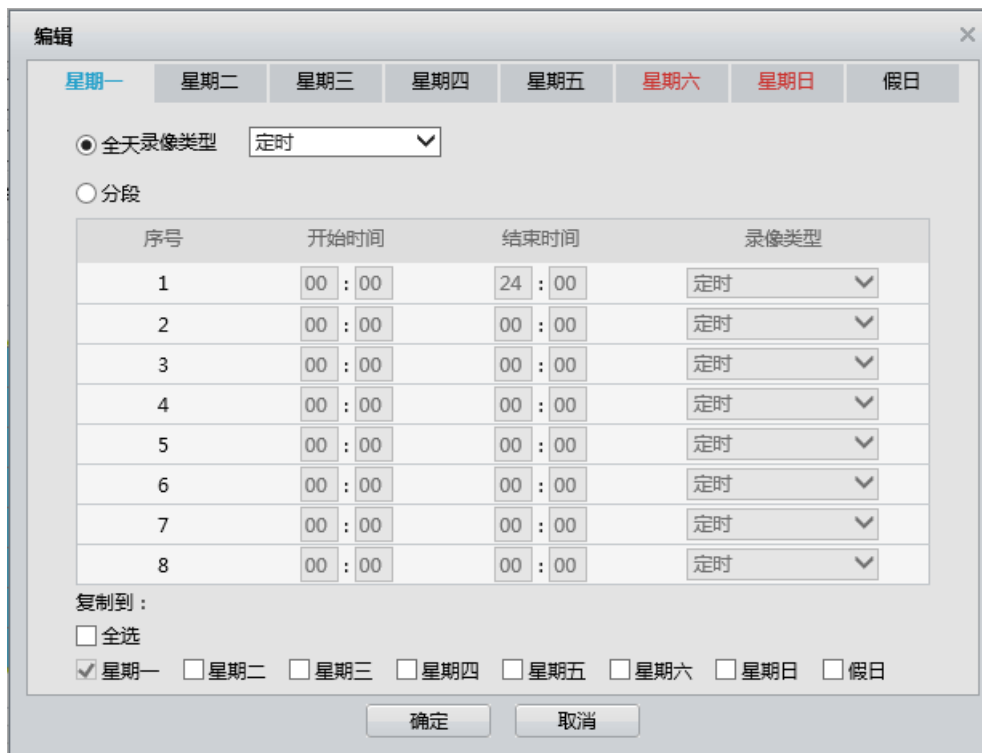 编辑
星期一 星期二 星期三 星期四 星期五 星期六 星期日 假日
全天录像类型 定时
分段
序号 开始时间 结束时间 录像类型
1 00 : 00 24 : 00 定时
2 00 : 00 00 : 00 定时
3 00 : 00 00 : 00 定时
4 00 : 00 00 : 00 定时
5 00 : 00 00 : 00 定时
6 00 : 00 00 : 00 定时
7 00 : 00 00 : 00 定时
8 00 : 00 00 : 00 定时
复制到：
全选
星期一 星期二 星期三 星期四 星期五 星期六 星期日 假日
确定 取消